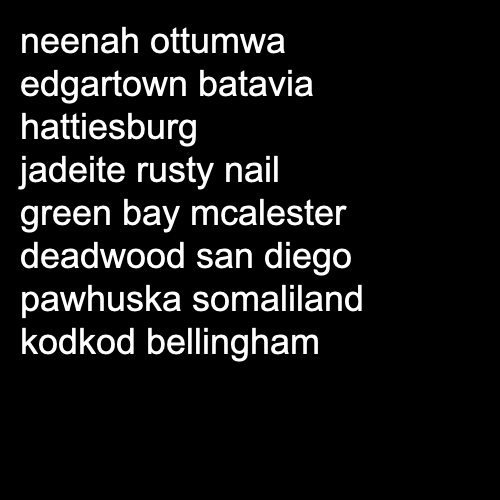 neenah ottumwa
edgartown batavia
hattiesburg
jadeite rusty nail
green bay mcalester
deadwood san diego
pawhuska somaliland
kodkod bellingham